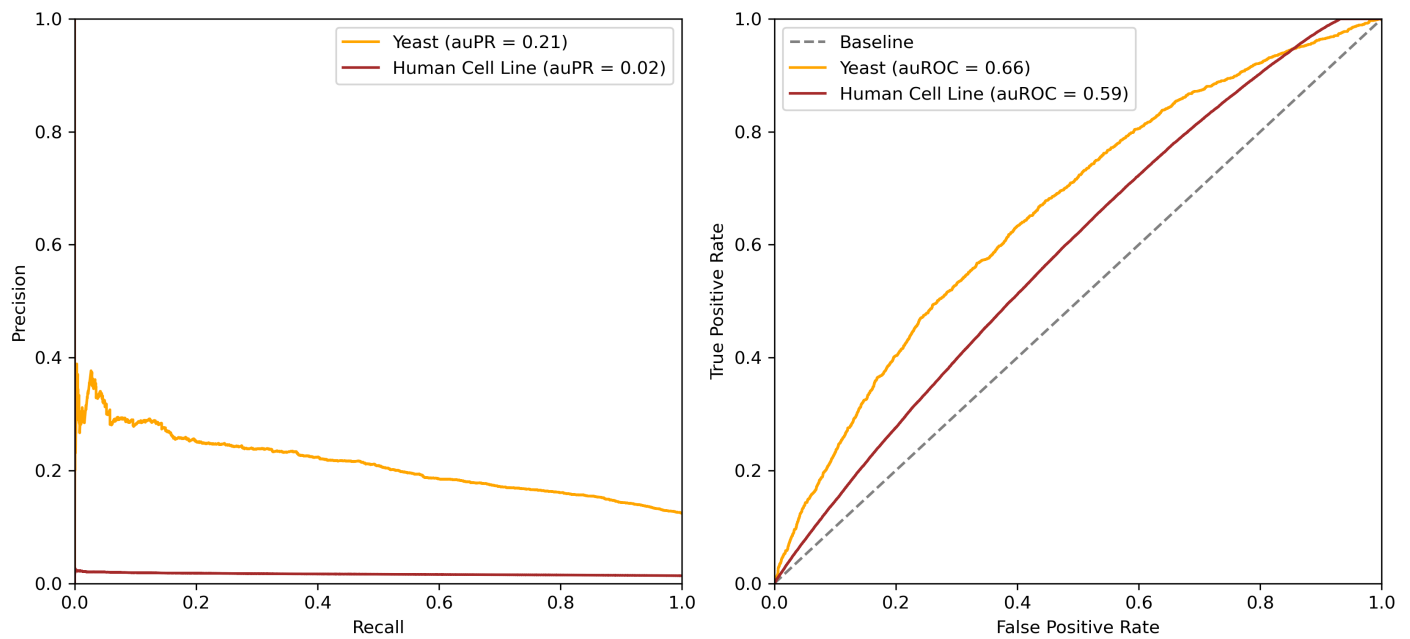 Yeast (auPR = 0.21)
Human Cell Line (auPR = 0.02)
1.0
0.8
0.6
0.4
0.2
0.0
Precision
0.0 0.2 0.4 0.6 0.8 1.0
Recall
Baseline
Yeast (auROC = 0.66)
Human Cell Line (auROC = 0.59)
1.0
0.8
0.6
0.4
0.2
0.0
True Positive Rate
0.0 0.2 0.4 0.6 0.8 1.0
False Positive Rate